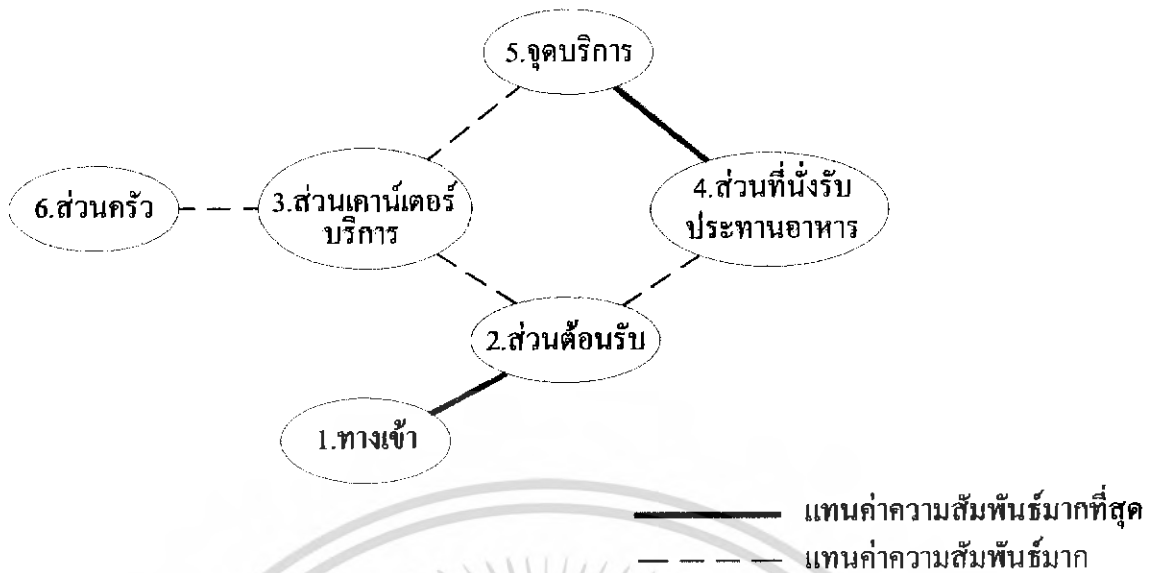 5.จุดบริการ
6.ส่วนครัว
3.ส่วนเคาน์เตอร์
บริการ
4.ส่วนที่นั่งรับ
ประทานอาหาร
2.ส่วนต้อนรับ
1.ทางเข้า
แทนค่าความสัมพันธ์มากที่สุด
แทนค่าความสัมพันธ์มาก